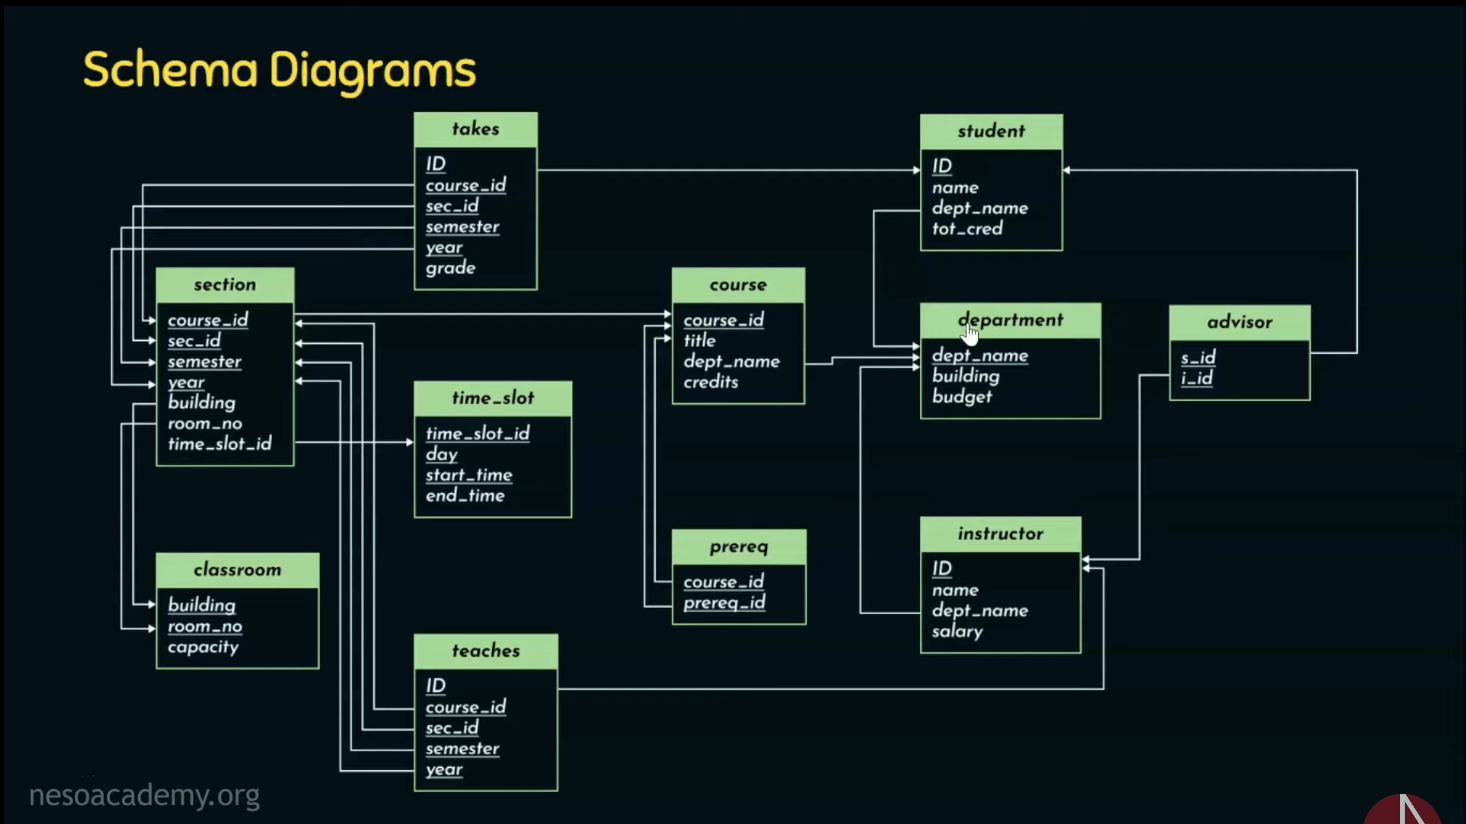 Schema Diagrams
takes
ID
course_id
sec_id
semester
year
grade
student
ID
name
dept_name
tot_cred
section
course_id
sec_id
semester
year
building
room_no
time_slot_id
course
course_id
title
dept_name
credits
department
dept_name
building
budget
advisor
s_id
i_id
time_slot
time_slot_id
day
start_time
end_time
classroom
building
room_no
capacity
prereq
course_id
prereq_id
instructor
ID
name
dept_name
salary
teaches
ID
course_id
sec_id
semester
year
nesoacademy.org